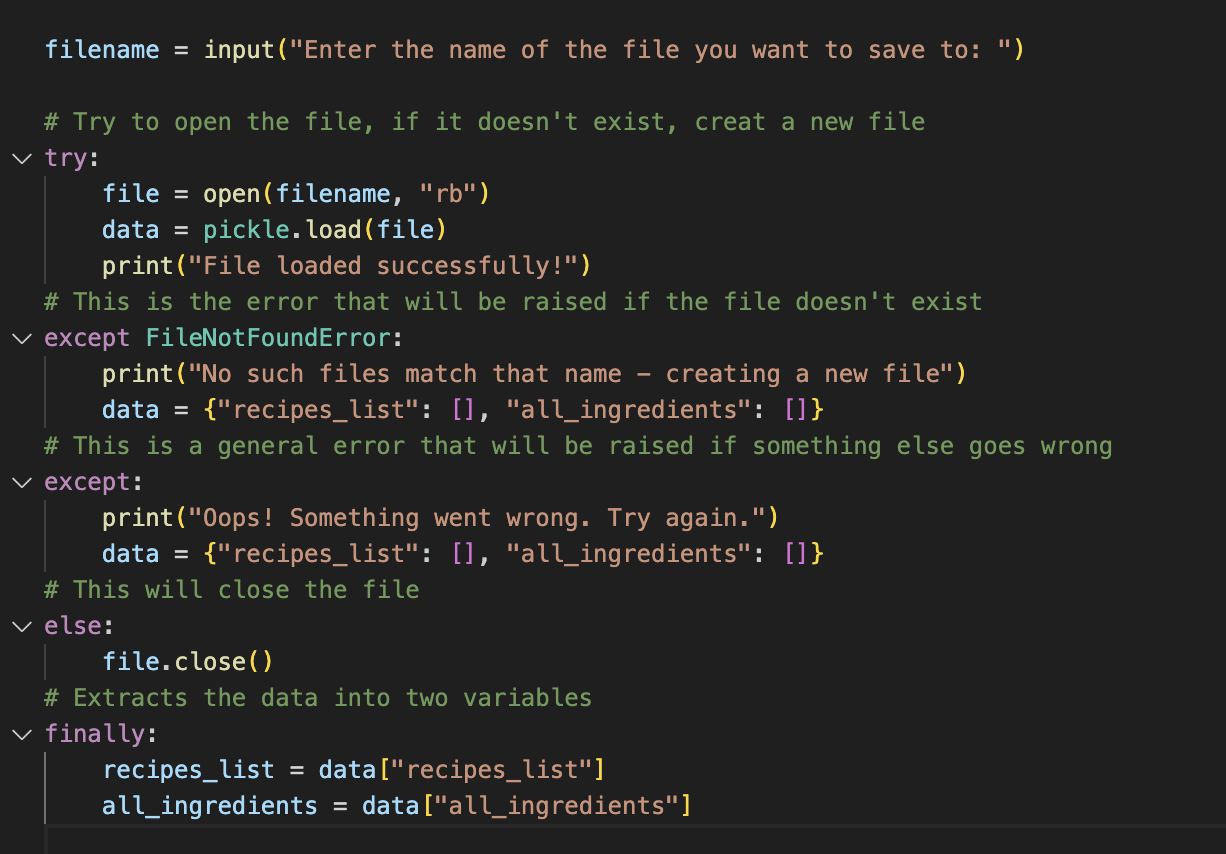 filename = input("Enter the name of the file you want to save to: ")
# Try to open the file, if it doesn't exist, creat a new file
try:
    file = open(filename, "rb")
    data = pickle.load(file)
    print("File loaded successfully!")
# This is the error that will be raised if the file doesn't exist
except FileNotFoundError:
    print("No such files match that name – creating a new file")
    data = {"recipes_list": [], "all_ingredients": []}
# This is a general error that will be raised if something else goes wrong
except:
    print("Oops! Something went wrong. Try again.")
    data = {"recipes_list": [], "all_ingredients": []}
# This will close the file
else:
    file.close()
# Extracts the data into two variables
finally:
    recipes_list = data["recipes_list"]
    all_ingredients = data["all_ingredients"]